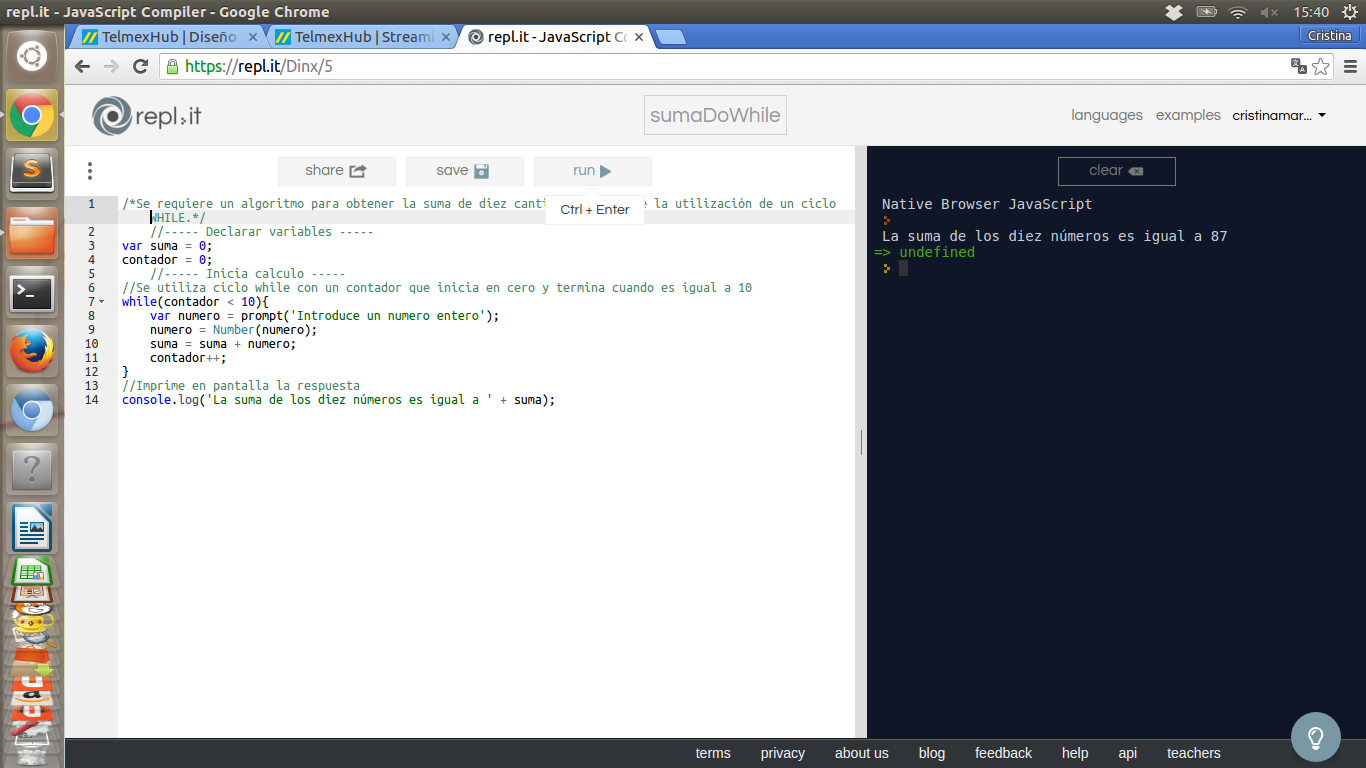 repl.it - JavaScript Compiler - Google Chrome
15:40
TelmexHub | Diseño
TelmexHub | Streami
repl.it - JavaScript Co
Cristina
https://repl.it/Dinx/5
repl.it
sumaDoWhile
languages
examples
cristinamar...
share
save
run
clear
Ctrl + Enter
1 /*Se requiere un algoritmo para obtener la suma de diez canti e la utilización de un ciclo
WHILE.*/
2 //----- Declarar variables -----
3 var suma = 0;
4 contador = 0;
5 //----- Inicia calculo -----
6 //Se utiliza ciclo while con un contador que inicia en cero y termina cuando es igual a 10
7 while(contador < 10){
8 var numero = prompt('Introduce un numero entero');
9 numero = Number(numero);
10 suma = suma + numero;
11 contador++;
12 }
13 //Imprime en pantalla la respuesta
14 console.log('La suma de los diez números es igual a ' + suma);
Native Browser JavaScript
La suma de los diez números es igual a 87
=> undefined
terms
privacy
about us
blog
feedback
help
api
teachers